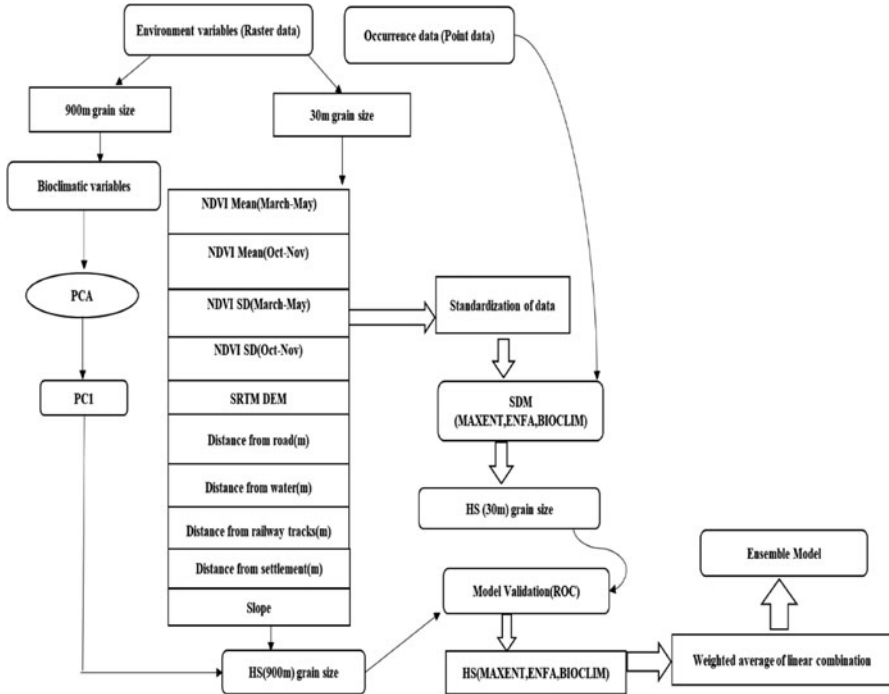 Environment variables (Raster data)
Occurrence data (Point data)
900m grain size
30m grain size
Bioclimatic variables
PCA
PC1
NDVI Mean(March-May)
NDVI Mean(Oct-Nov)
NDVI SD(March-May)
NDVI SD(Oct-Nov)
SRTM DEM
Distance from road(m)
Distance from water(m)
Distance from railway tracks(m)
Distance from settlement(m)
Slope
HS(900m) grain size
Standardization of data
SDM
(MAXENT,ENFA,BIOCLIM)
HS (30m) grain size
Model Validation(ROC)
HS(MAXENT,ENFA,BIOCLIM)
Weighted average of linear combination
Ensemble Model